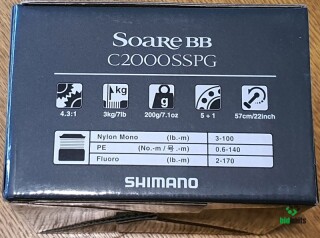 SOARE BB
C2000SSPG
kg
g
4.3:1
3kg/7lb
200g/7.1oz
5+1
57cm/22inch
Nylon Mono (lb.-m) 3-100
PE (No.-m / 号.-m) 0.6-140
Fluoro (lb.-m) 2-170
SHIMANO